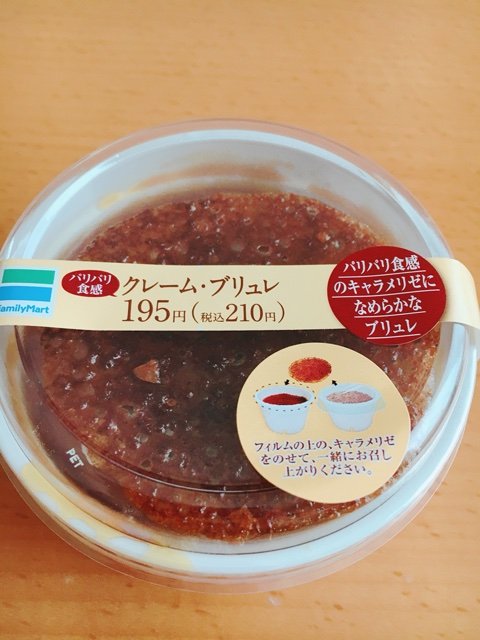 FamilyMart
パリパリ
食感
クレーム・ブリュレ
195円(税込210円)
パリパリ食感
のキャラメリゼに
なめらかな
ブリュレ
フィルムの上の、キャラメリゼ
をのせて、一緒にお召し
上がりください。
PET